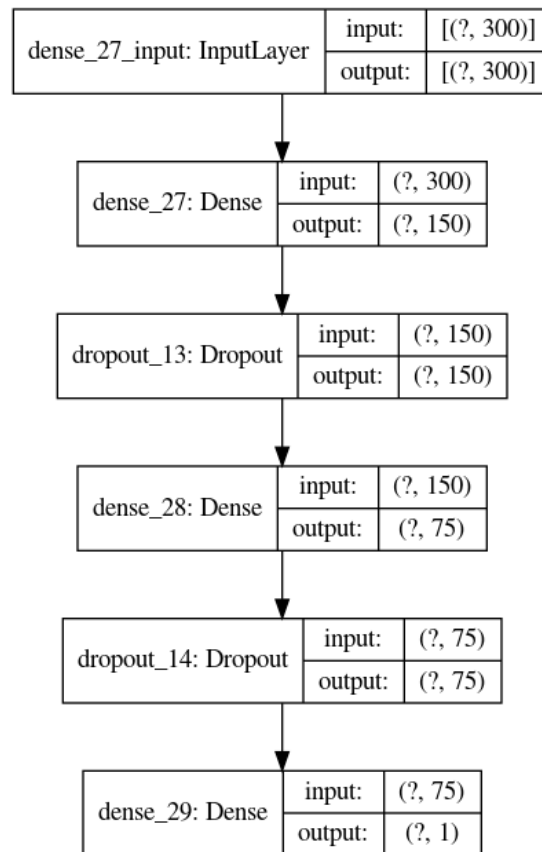 dense_27_input: InputLayer
input: [(?, 300)]
output: [(?, 300)]
dense_27: Dense
input: (?, 300)
output: (?, 150)
dropout_13: Dropout
input: (?, 150)
output: (?, 150)
dense_28: Dense
input: (?, 150)
output: (?, 75)
dropout_14: Dropout
input: (?, 75)
output: (?, 75)
dense_29: Dense
input: (?, 75)
output: (?, 1)